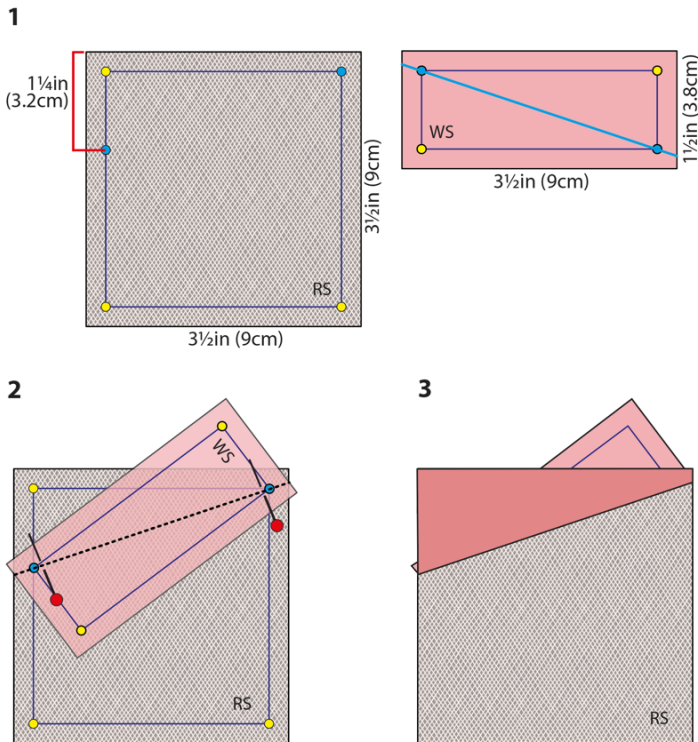 1
1¼in
(3.2cm)
3½in (9cm)
RS
3½in (9cm)
WS
1½in (3.8cm)
3½in (9cm)
2
WS
RS
3
RS